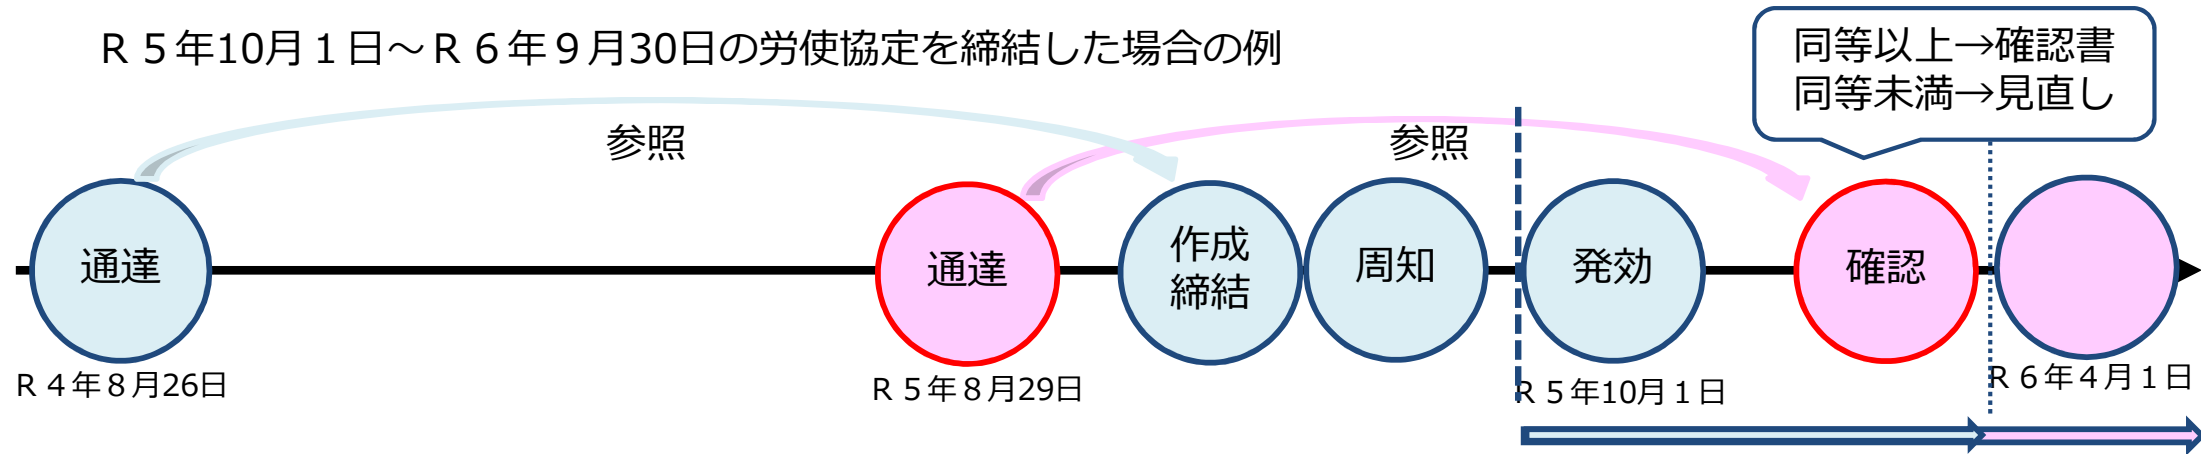 Ｒ５年10月１日～Ｒ６年９月30日の労使協定を締結した場合の例
同等以上→確認書
同等未満→見直し
参照
参照
通達
通達
作成
締結
周知
発効
確認
Ｒ４年８月26日
Ｒ５年８月29日
Ｒ５年10月１日
Ｒ６年４月１日